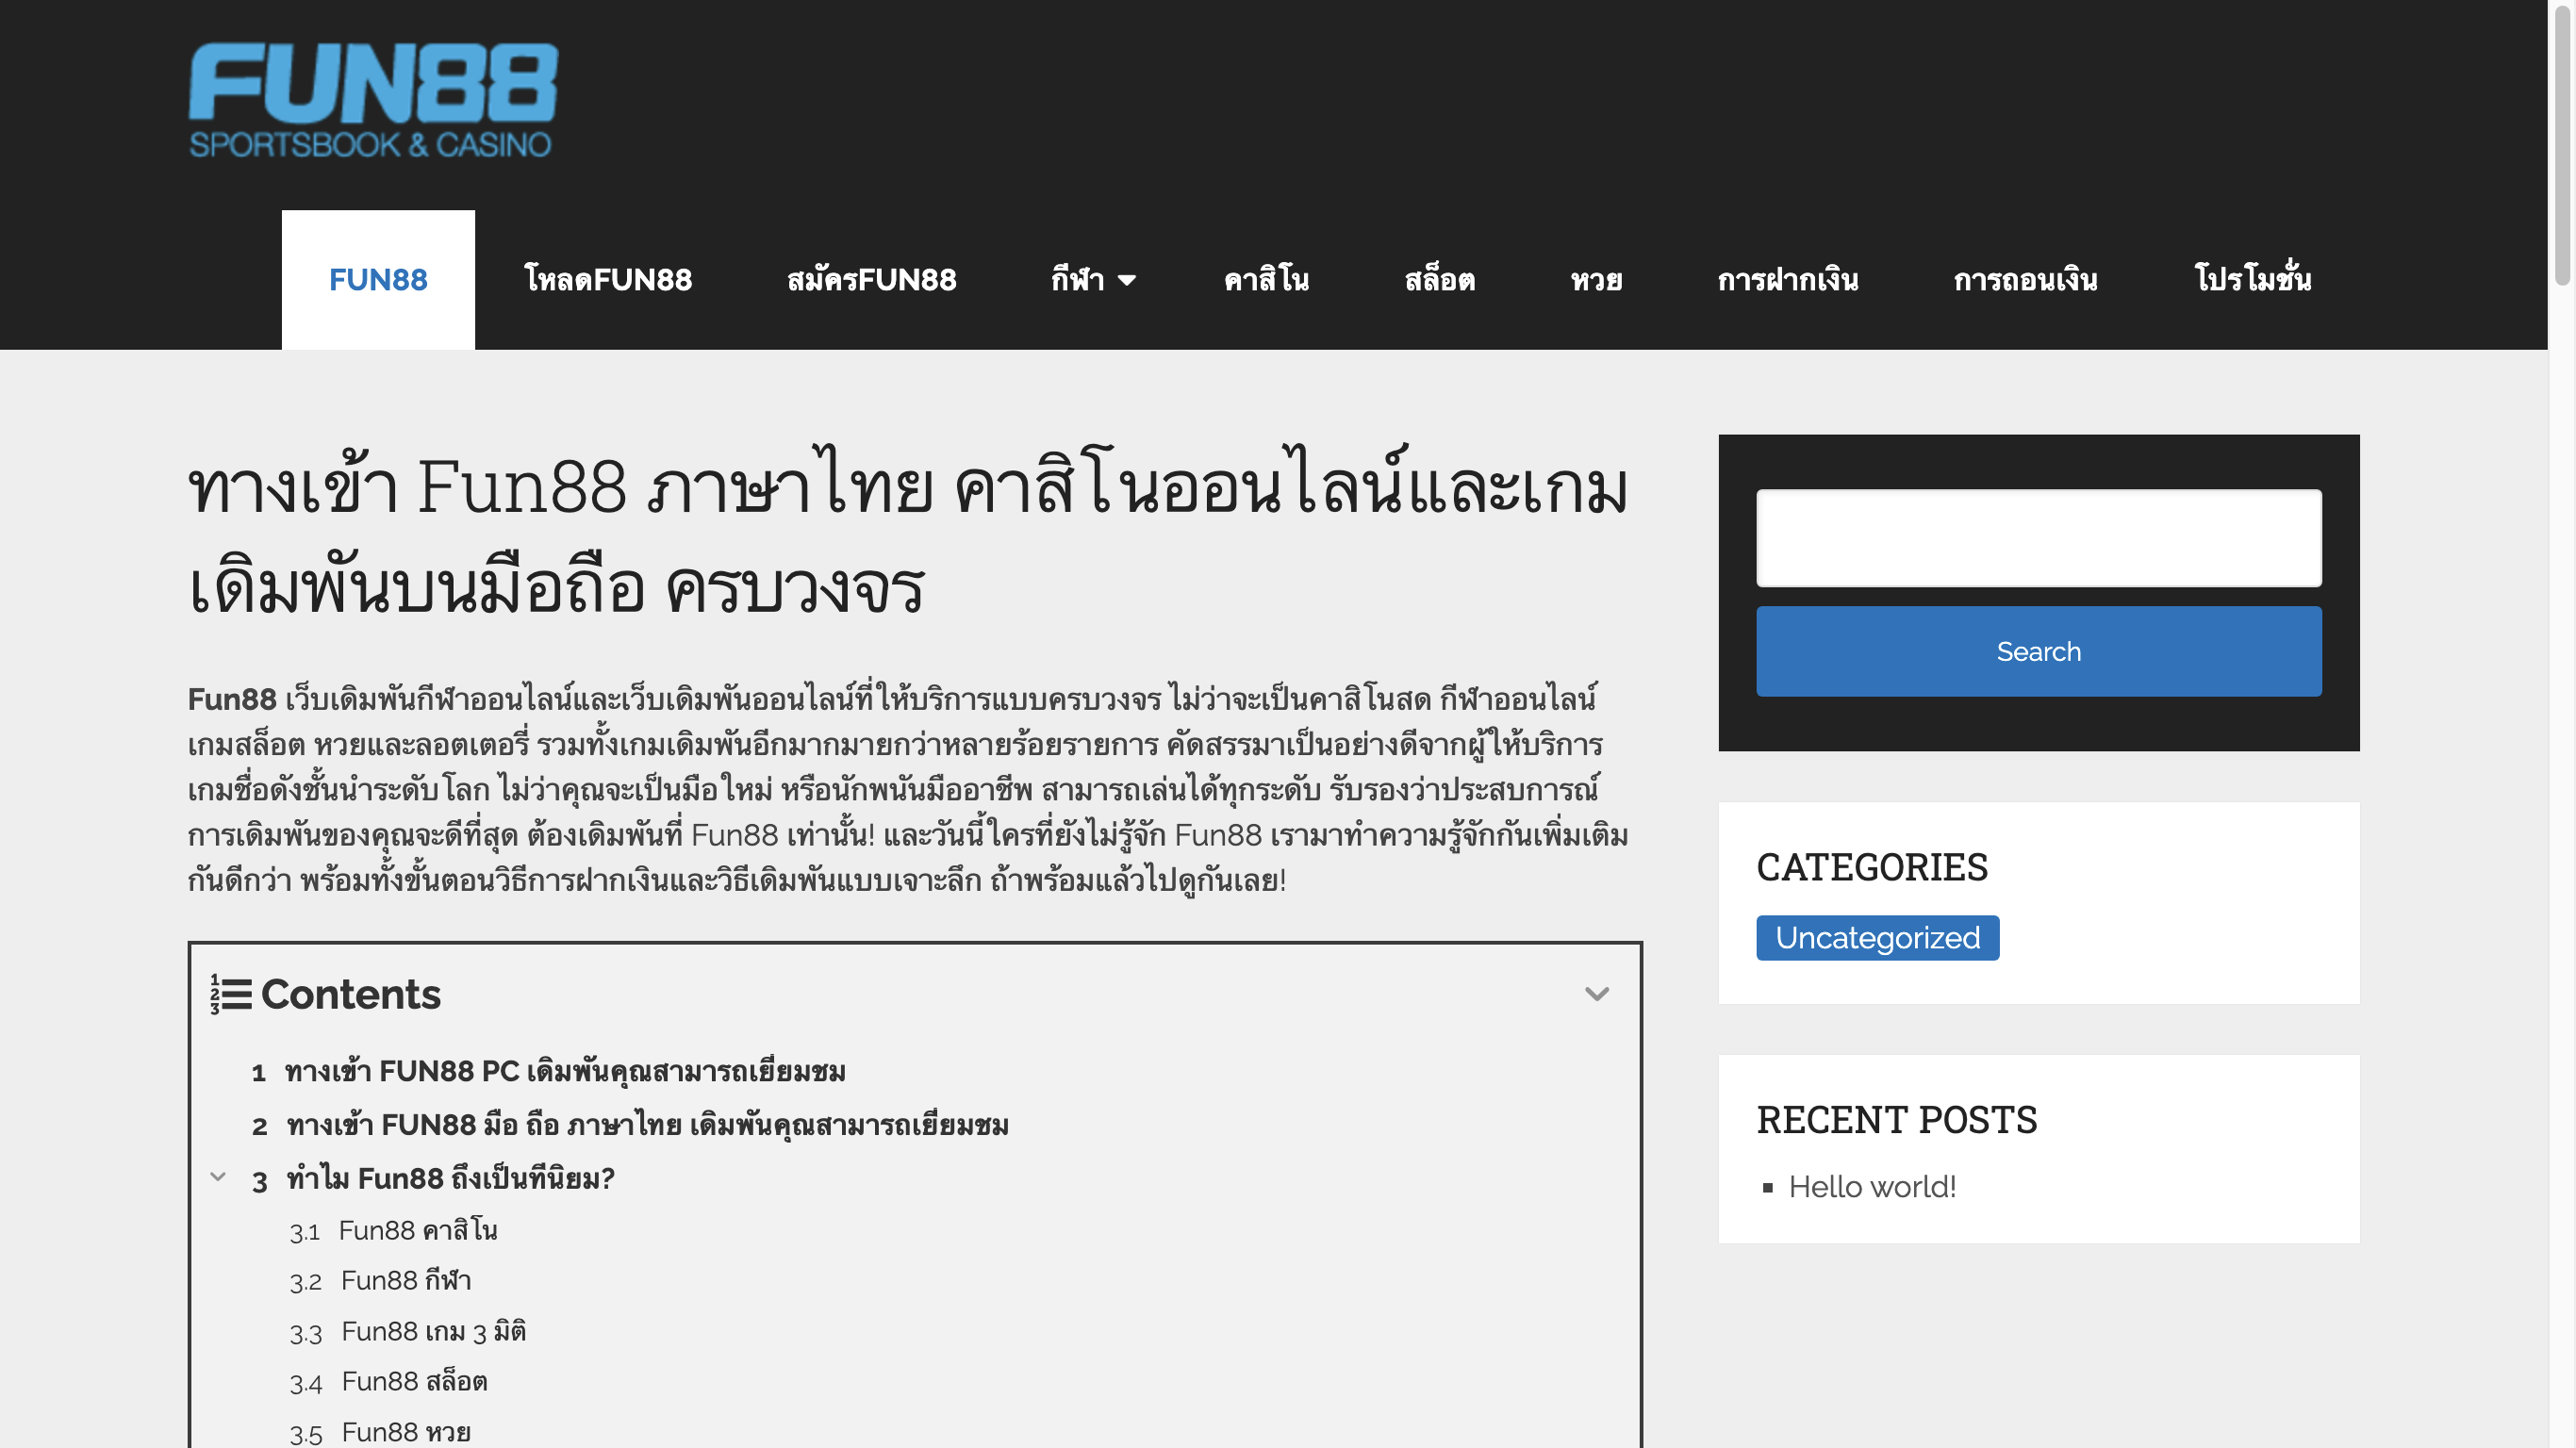 FUN88
SPORTSBOOK & CASINO
FUN88
โหลดFUN88
สมัครFUN88
กีฬา
คาสิโน
สล็อต
หวย
การฝากเงิน
การถอนเงิน
โปรโมชั่น
ทางเข้า Fun88 ภาษาไทย คาสิโนออนไลน์และเกม
เดิมพันบนมือถือ ครบวงจร
Fun88 เว็บเดิมพันกีฬาออนไลน์และเว็บเดิมพันออนไลน์ที่ให้บริการแบบครบวงจร ไม่ว่าจะเป็นคาสิโนสด กีฬาออนไลน์
เกมสล็อต หวยและลอตเตอรี่ รวมทั้งเกมเดิมพันอีกมากมายกว่าหลายร้อยรายการ คัดสรรมาเป็นอย่างดีจากผู้ให้บริการ
เกมชื่อดังชั้นนำระดับโลก ไม่ว่าคุณจะเป็นมือใหม่ หรือนักพนันมืออาชีพ สามารถเล่นได้ทุกระดับ รับรองว่าประสบการณ์
การเดิมพันของคุณจะดีที่สุด ต้องเดิมพันที่ Fun88 เท่านั้น! และวันนี้ใครที่ยังไม่รู้จัก Fun88 เรามาทำความรู้จักกันเพิ่มเติม
กันดีกว่า พร้อมทั้งขั้นตอนวิธีการฝากเงินและวิธีเดิมพันแบบเจาะลึก ถ้าพร้อมแล้วไปดูกันเลย!
Contents
1 ทางเข้า FUN88 PC เดิมพันคุณสามารถเยี่ยมชม
2 ทางเข้า FUN88 มือ ถือ ภาษาไทย เดิมพันคุณสามารถเยี่ยมชม
3 ทำไม Fun88 ถึงเป็นที่นิยม?
3.1 Fun88 คาสิโน
3.2 Fun88 กีฬา
3.3 Fun88 เกม 3 มิติ
3.4 Fun88 สล็อต
3.5 Fun88 หวย
Search
CATEGORIES
Uncategorized
RECENT POSTS
Hello world!